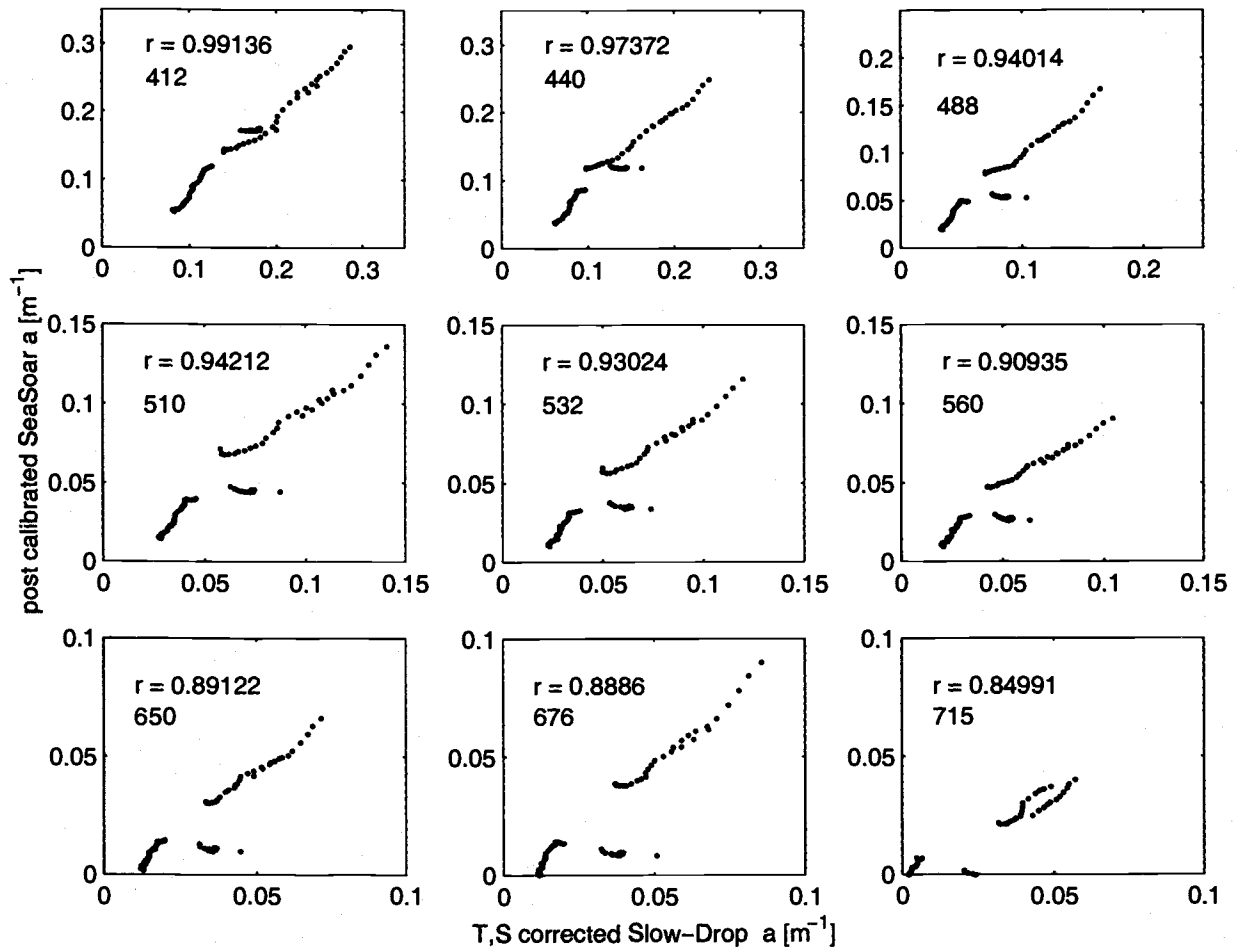 post calibrated SeaSoar a [m⁻¹]
r = 0.99136
412
0.3
0.2
0.1
0
0 0.1 0.2 0.3
r = 0.97372
440
0.3
0.2
0.1
0
0 0.1 0.2 0.3
r = 0.94014
488
0.2
0.15
0.1
0.05
0
0 0.1 0.2
r = 0.94212
510
0.15
0.1
0.05
0
0 0.05 0.1 0.15
r = 0.93024
532
0.15
0.1
0.05
0
0 0.05 0.1 0.15
r = 0.90935
560
0.15
0.1
0.05
0
0 0.05 0.1 0.15
r = 0.89122
650
0.1
0.05
0
0 0.05 0.1
r = 0.8886
676
0.1
0.05
0
0 0.05 0.1
r = 0.84991
715
0.1
0.05
0
0 0.05 0.1
T,S corrected Slow-Drop a [m⁻¹]